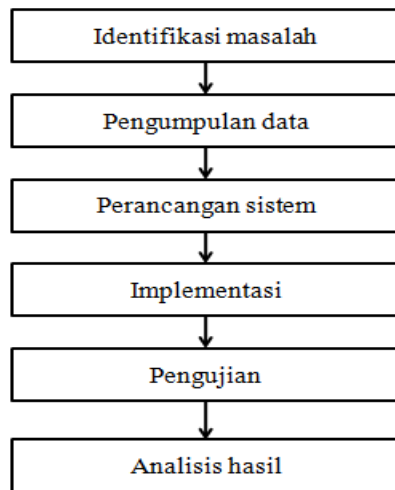 Identifikasi masalah
Pengumpulan data
Perancangan sistem
Implementasi
Pengujian
Analisis hasil